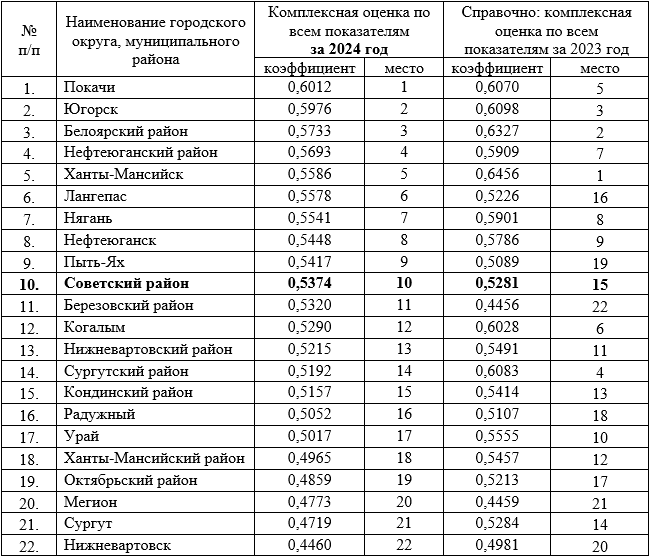 № п/п | Наименование городского округа, муниципального района | Комплексная оценка по всем показателям за 2024 год | Справочно: комплексная оценка по всем показателям за 2023 год
коэффициент | место | коэффициент | место
1. Покачи 0,6012 1 0,6070 5
2. Югорск 0,5976 2 0,6098 3
3. Белоярский район 0,5733 3 0,6327 2
4. Нефтеюганский район 0,5693 4 0,5909 7
5. Ханты-Мансийск 0,5586 5 0,6456 1
6. Лангепас 0,5578 6 0,5226 16
7. Нягань 0,5541 7 0,5901 8
8. Нефтеюганск 0,5448 8 0,5786 9
9. Пыть-Ях 0,5417 9 0,5089 19
10. Советский район 0,5374 10 0,5281 15
11. Березовский район 0,5320 11 0,4456 22
12. Когалым 0,5290 12 0,6028 6
13. Нижневартовский район 0,5215 13 0,5491 11
14. Сургутский район 0,5192 14 0,6083 4
15. Кондинский район 0,5157 15 0,5414 13
16. Радужный 0,5052 16 0,5107 18
17. Урай 0,5017 17 0,5555 10
18. Ханты-Мансийский район 0,4965 18 0,5457 12
19. Октябрьский район 0,4859 19 0,5213 17
20. Мегион 0,4773 20 0,4459 21
21. Сургут 0,4719 21 0,5284 14
22. Нижневартовск 0,4460 22 0,4981 20